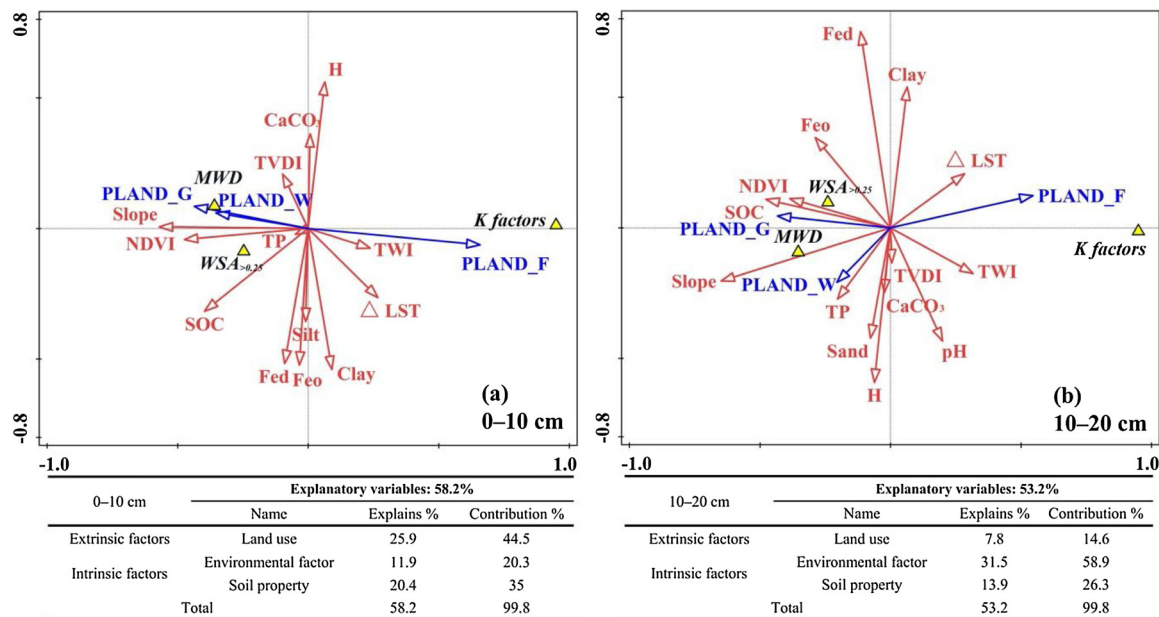 0.8
H
CaCO₃
TVDI
MWD
PLAND_G
PLAND_W
Slope
K factors
NDVI
TP
TWI
WSA>0.25
PLAND_F
SOC
△ LST
Silt
Fed Feo Clay
(a)
0–10 cm
-0.8
-1.0 1.0
0.8
Fed
Clay
Feo
△ LST
NDVI
WSA>0.25
PLAND_F
SOC
PLAND_G
MWD
K factors
Slope
PLAND_W
TVDI
TWI
TP
CaCO₃
Sand
pH
H
(b)
10–20 cm
-0.8
-1.0 1.0
0–10 cm Explanatory variables: 58.2%
Name Explains % Contribution %
Extrinsic factors Land use 25.9 44.5
Intrinsic factors Environmental factor 11.9 20.3
Soil property 20.4 35
Total 58.2 99.8
10–20 cm Explanatory variables: 53.2%
Name Explains % Contribution %
Extrinsic factors Land use 7.8 14.6
Intrinsic factors Environmental factor 31.5 58.9
Soil property 13.9 26.3
Total 53.2 99.8